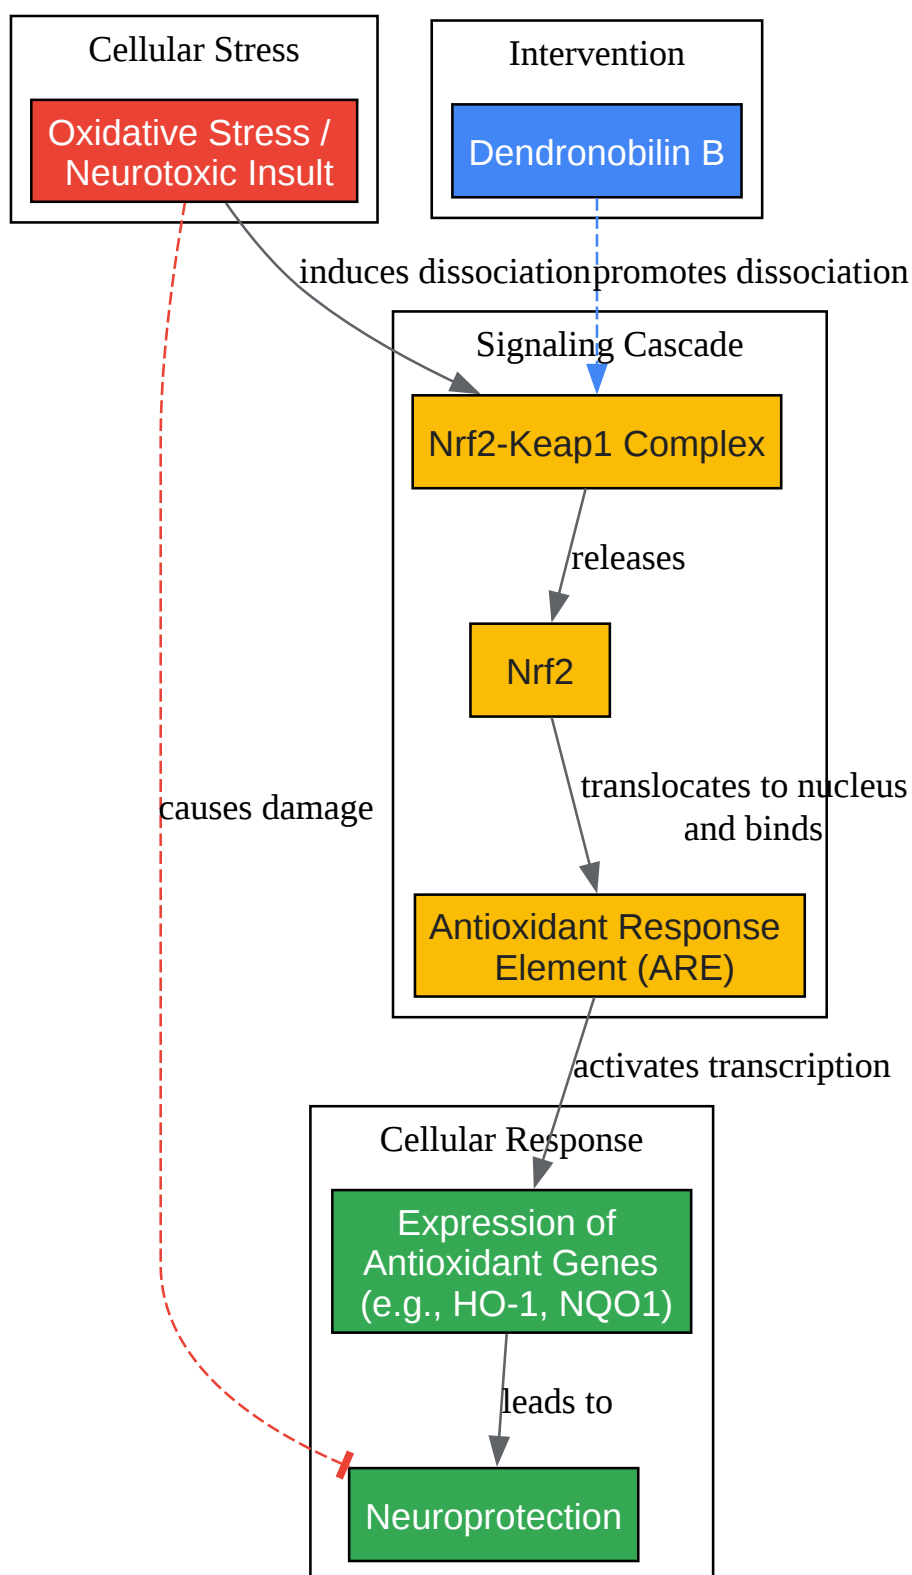 Cellular Stress
Intervention
Oxidative Stress /
Neurotoxic Insult
Dendronobilin B
induces dissociation
promotes dissociation
Signaling Cascade
Nrf2-Keap1 Complex
releases
Nrf2
translocates to nucleus
and binds
causes damage
Antioxidant Response
Element (ARE)
activates transcription
Cellular Response
Expression of
Antioxidant Genes
(e.g., HO-1, NQO1)
leads to
Neuroprotection